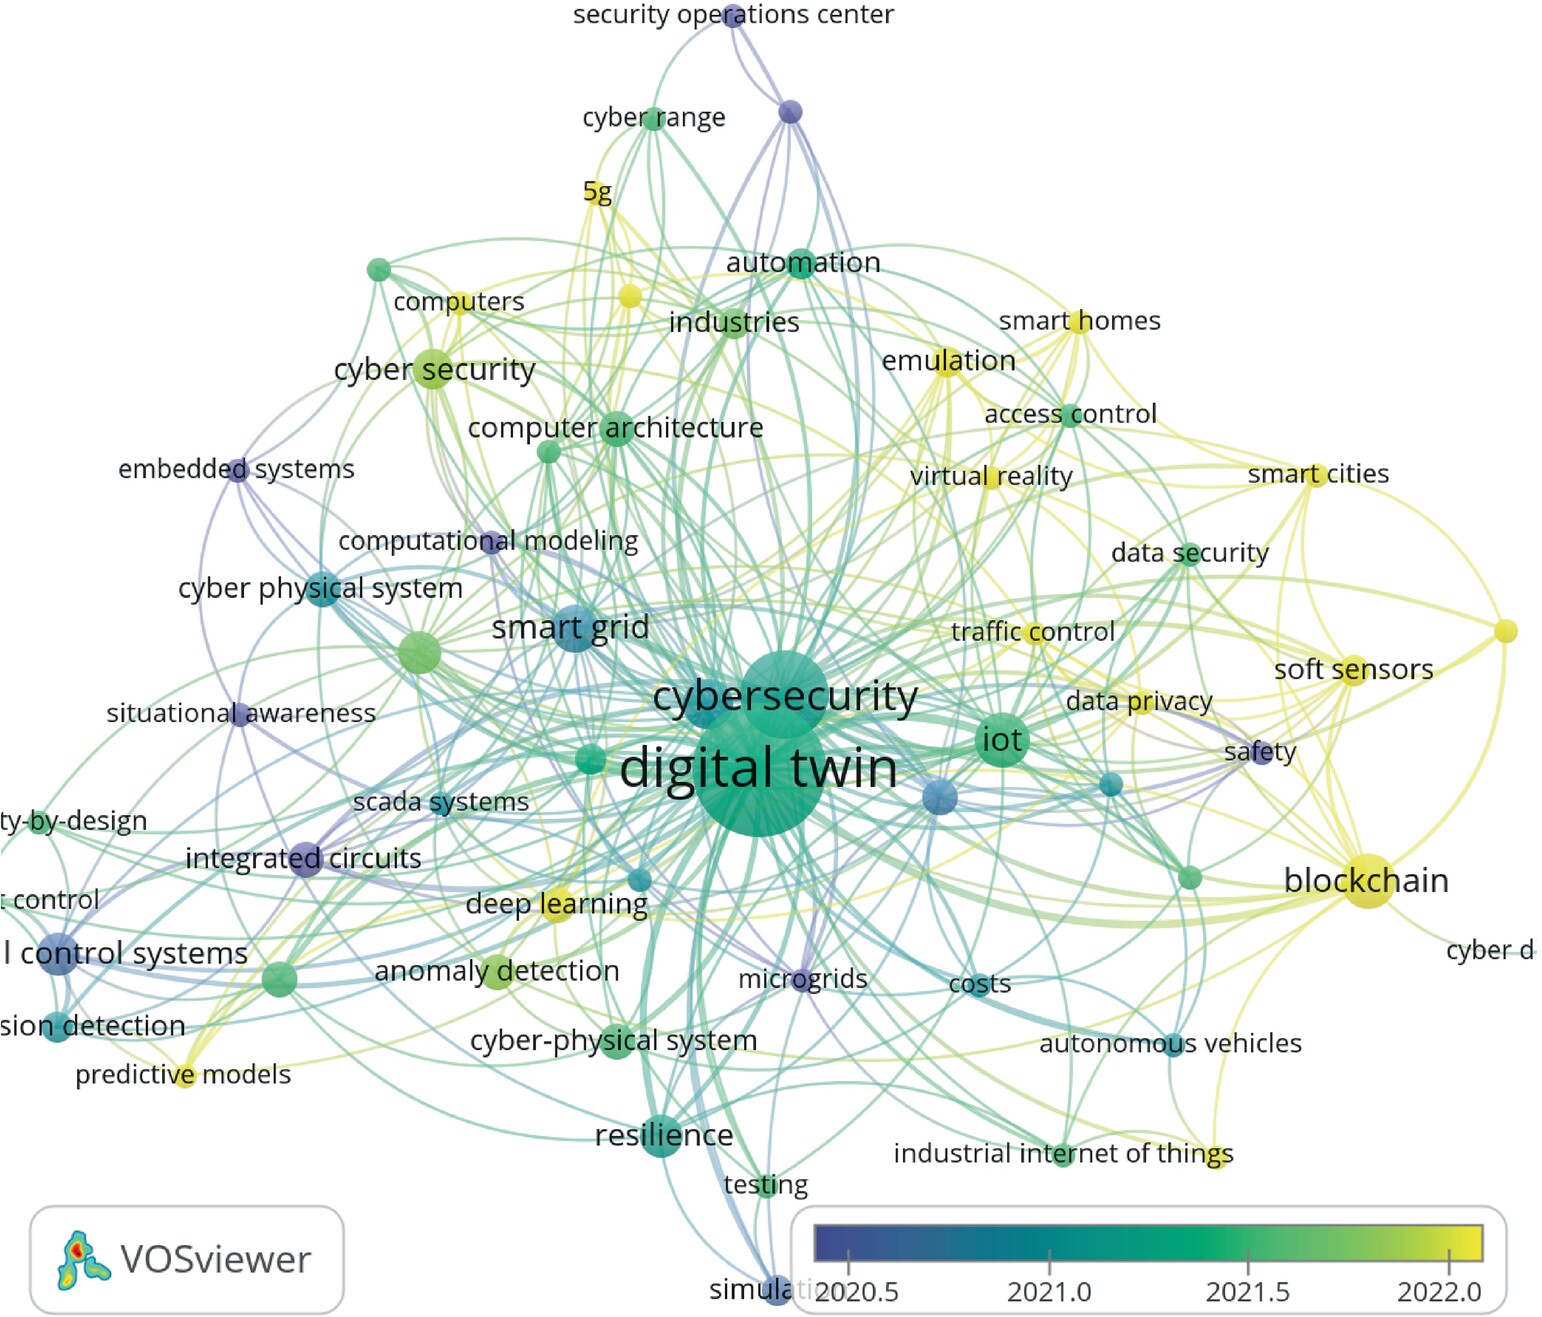 security operations center
cyber range
5g
automation
computers
industries
smart homes
cyber security
emulation
computer architecture
access control
embedded systems
virtual reality
smart cities
computational modeling
data security
cyber physical system
smart grid
traffic control
soft sensors
cybersecurity
data privacy
situational awareness
iot
safety
digital twin
scada systems
ty-by-design
integrated circuits
blockchain
t control
deep learning
l control systems
cyber d
anomaly detection
microgrids
costs
sion detection
cyber-physical system
autonomous vehicles
predictive models
resilience
industrial internet of things
testing
VOSviewer
simulation
2020.5 2021.0 2021.5 2022.0